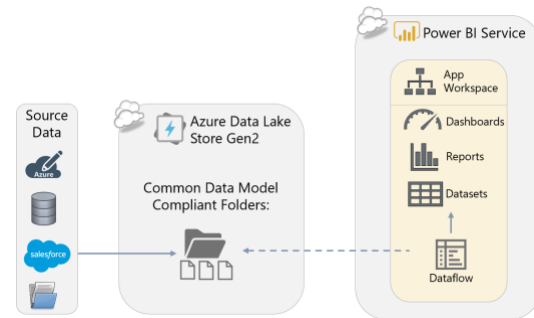 Power BI Service
App
Workspace
Dashboards
Reports
Datasets
Dataflow
Azure Data Lake
Store Gen2
Common Data Model
Compliant Folders:
Source
Data
Azure
salesforce